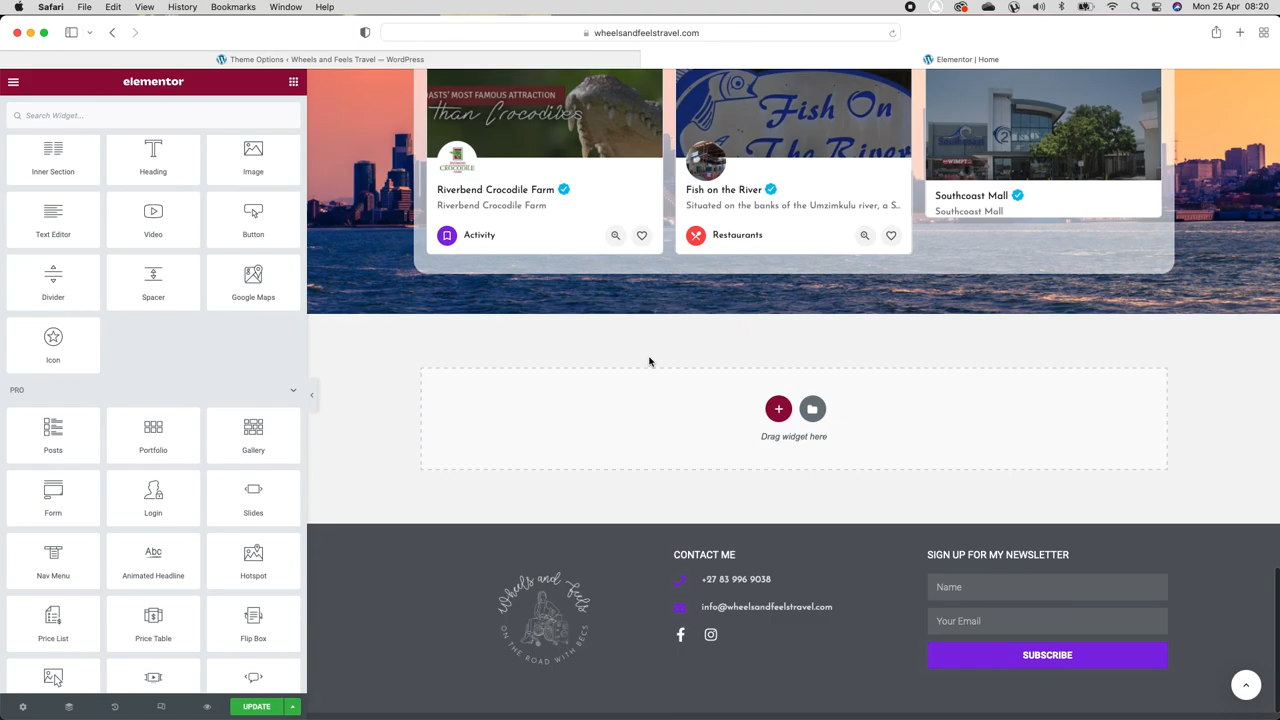 Safari File Edit View History Bookmarks Window Help
Mon 25 Apr 08:20
wheelsandfeelstravel.com
Theme Options ‹ Wheels and Feels Travel — WordPress
Elementor | Home
elementor
Search Widget...
Inner Section
Heading
Image
Text Editor
Video
Button
Divider
Spacer
Google Maps
Icon
PRO
Posts
Portfolio
Gallery
Form
Login
Slides
Nav Menu
Abc
Animated Headline
Hotspot
Price List
Price Table
Flip Box
UPDATE
OASTS' MOST FAMOUS ATTRACTION
than Crocodiles
Riverbend Crocodile Farm
Riverbend Crocodile Farm
Activity
Fish On
The River
Fish on the River
Situated on the banks of the Umzimkulu river, a S...
Restaurants
WIMPY
Southcoast Mall
Southcoast Mall
Drag widget here
Wheels and feels
ON THE ROAD WITH BECS
CONTACT ME
+27 83 996 9038
info@wheelsandfeelstravel.com
SIGN UP FOR MY NEWSLETTER
Name
Your Email
SUBSCRIBE